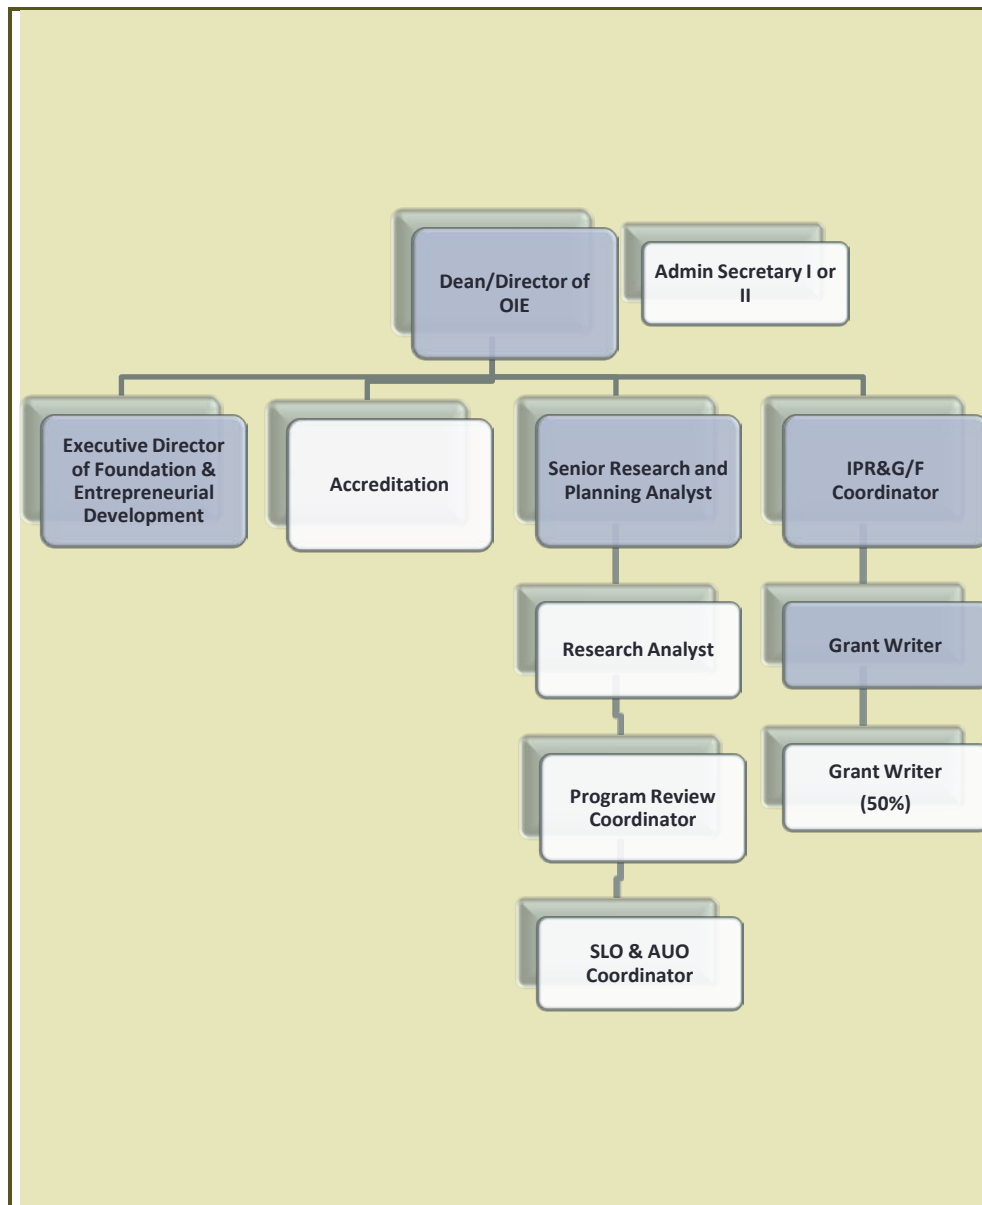 Dean/Director of
OIE
Admin Secretary I or
II
Executive Director
of Foundation &
Entrepreneurial
Development
Accreditation
Senior Research and
Planning Analyst
IPR&G/F
Coordinator
Research Analyst
Grant Writer
Program Review
Coordinator
Grant Writer
(50%)
SLO & AUO
Coordinator